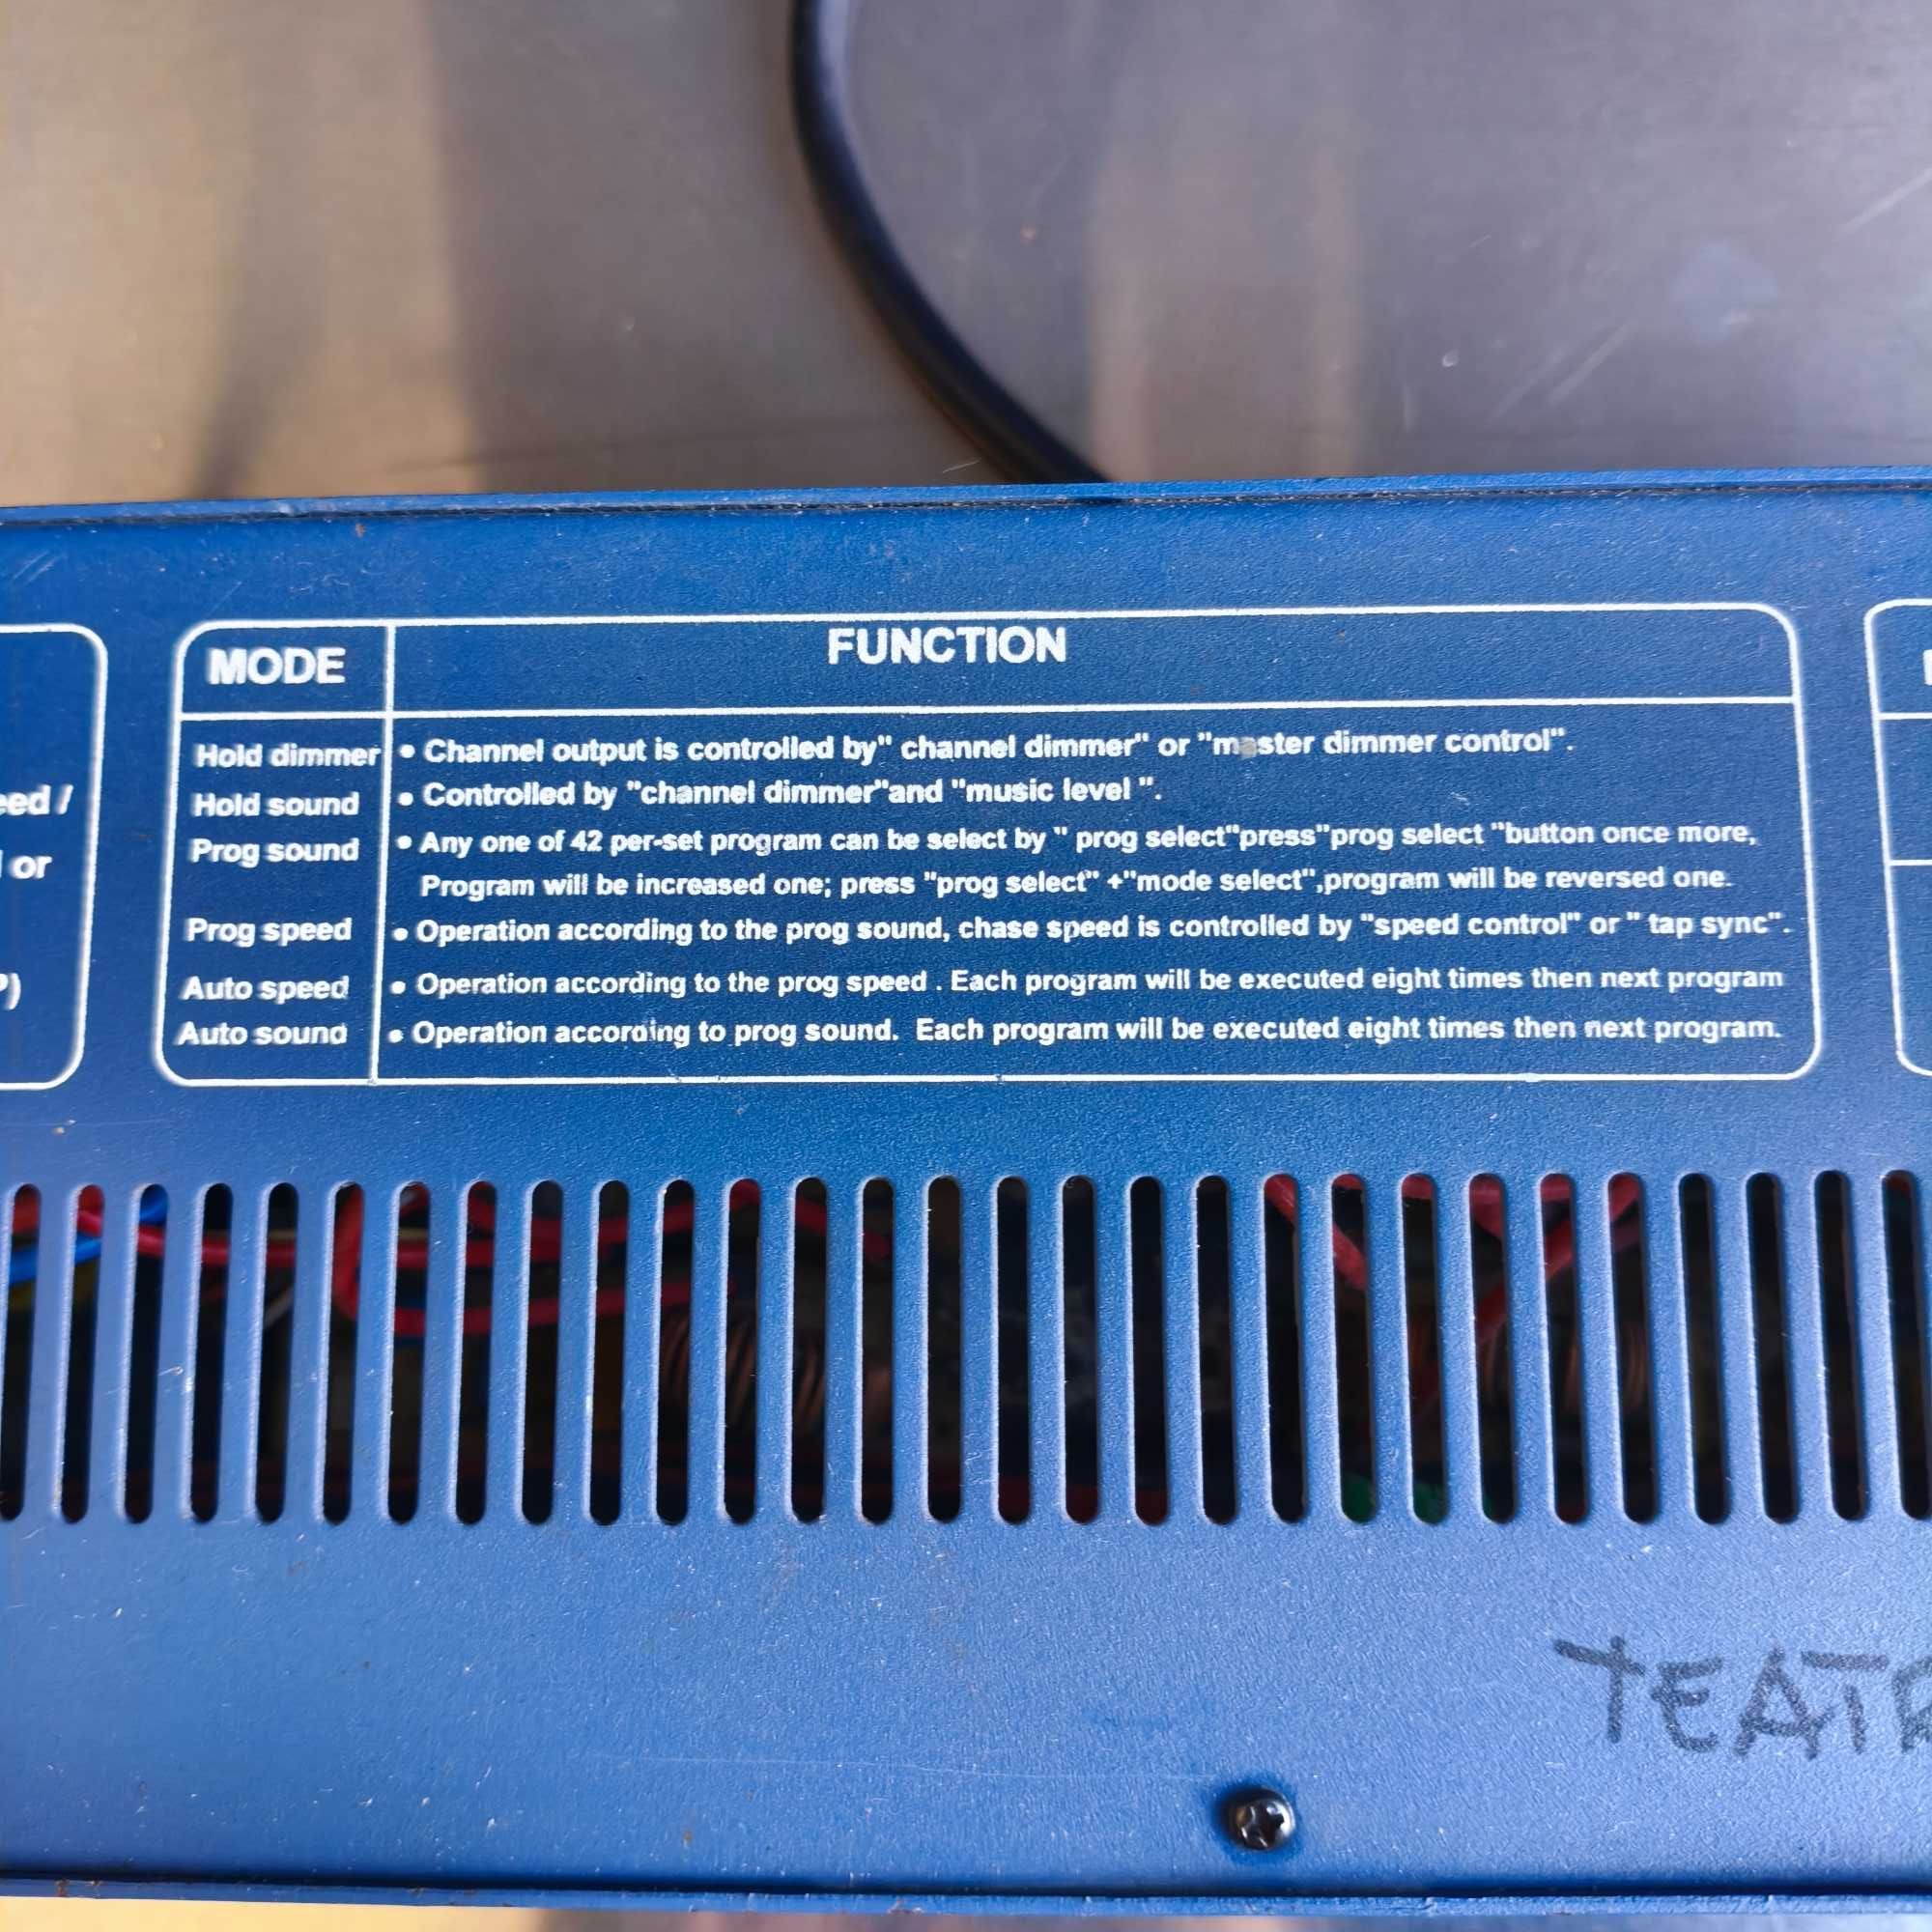 eed /
or
)
MODE
FUNCTION
Hold dimmer • Channel output is controlled by" channel dimmer" or "master dimmer control".
Hold sound • Controlled by "channel dimmer"and "music level ".
Prog sound • Any one of 42 per-set program can be select by " prog select"press"prog select "button once more,
Program will be increased one; press "prog select" +"mode select",program will be reversed one.
Prog speed • Operation according to the prog sound, chase speed is controlled by "speed control" or " tap sync".
Auto speed • Operation according to the prog speed . Each program will be executed eight times then next program
Auto sound • Operation according to prog sound. Each program will be executed eight times then next program.
TEATR